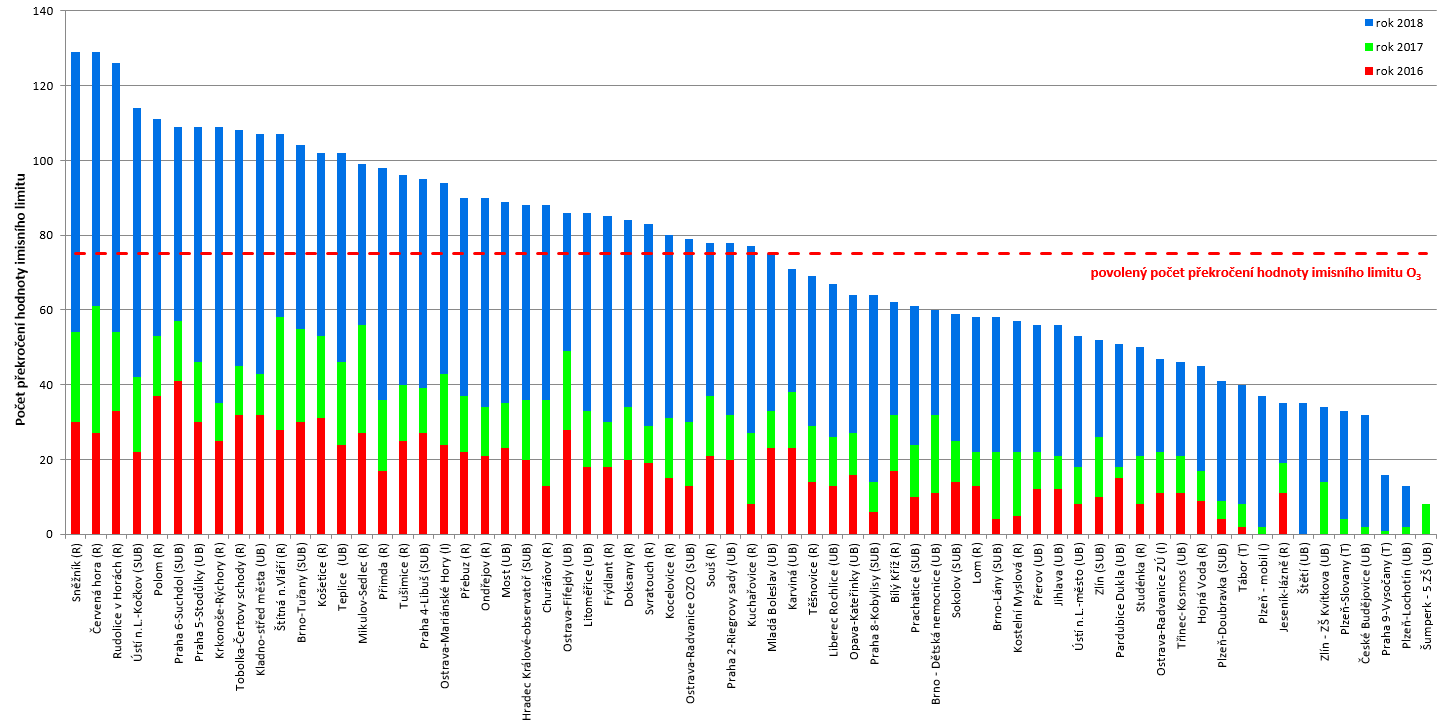 Počet překročení hodnoty imisního limitu
140
120
100
80
60
40
20
0
rok 2018
rok 2017
rok 2016
povolený počet překročení hodnoty imisního limitu O₃
Sněžník (R)
Červená hora (R)
Rudolice v Horách (R)
Ústí n.L.-Kočkov (SUB)
Polom (R)
Praha 6-Suchdol (SUB)
Praha 5-Stodůlky (UB)
Krkonoše-Rýchory (R)
Tobolka-Čertovy schody (R)
Kladno-střed města (UB)
Štítná n.Vláří (R)
Brno-Tuřany (SUB)
Košetice (R)
Teplice (UB)
Mikulov-Sedlec (R)
Přimda (R)
Tušimice (R)
Praha 4-Libuš (SUB)
Ostrava-Mariánské Hory (I)
Přebuz (R)
Ondřejov (R)
Most (UB)
Hradec Králové-observatoř (SUB)
Churáňov (R)
Ostrava-Fifejdy (UB)
Litoměřice (UB)
Frýdlant (R)
Doksany (R)
Svratouch (R)
Kocelovice (R)
Ostrava-Radvanice OZO (SUB)
Souš (R)
Praha 2-Riegrovy sady (UB)
Kuchařovice (R)
Mladá Boleslav (UB)
Karviná (UB)
Těšnovice (R)
Liberec Rochlice (UB)
Opava-Kateřinky (UB)
Praha 8-Kobylisy (SUB)
Bílý Kříž (R)
Prachatice (SUB)
Brno - Dětská nemocnice (UB)
Sokolov (SUB)
Lom (R)
Brno-Lány (SUB)
Kostelní Myslová (R)
Přerov (UB)
Jihlava (UB)
Ústí n.L.-město (UB)
Zlín (SUB)
Pardubice Dukla (UB)
Studénka (R)
Ostrava-Radvanice ZÚ (I)
Třinec-Kosmos (UB)
Hojná Voda (R)
Plzeň-Doubravka (SUB)
Tábor (T)
Plzeň - mobil ()
Jeseník-lázně (R)
Štětí (UB)
Zlín - ZŠ Kvítkova (UB)
Plzeň-Slovany (T)
České Budějovice (UB)
Praha 9-Vysočany (T)
Plzeň-Lochotín (UB)
Šumperk - 5.ZŠ (UB)